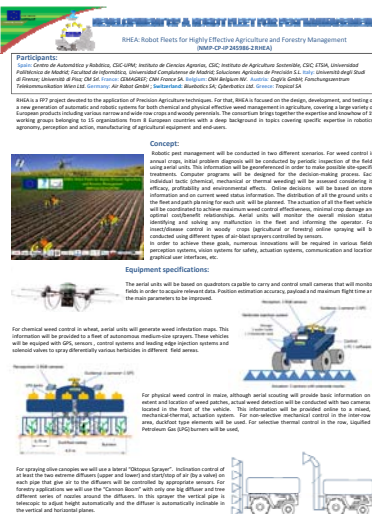 RHEA: Robot Fleets for Highly Effective Agriculture and Forestry Management
(NMP-CP-IP 245986-2 RHEA)
Participants:
Spain: Centro de Automática y Robótica, CSIC-UPM; Instituto de Ciencias Agrarias, CSIC; Instituto de Agricultura Sostenible, CSIC; ETSIA, Universidad
Politécnica de Madrid; Facultad de Informática, Universidad Complutense de Madrid; Soluciones Agrícolas de Precisión S.L. Italy: Università degli Studi
di Firenze; Università di Pisa; CM Srl. France: CEMAGREF; CNH France SA. Belgium: CNH Belgium NV. Austria: Cogvis GmbH, Forschungszentrum
Telekommunikation Wien Ltd. Germany: Air Robot GmbH; Switzerland: Bluebotics SA; Cyberbotics Ltd. Greece: Tropical SA
RHEA is a FP7 project devoted to the application of Precision Agriculture techniques. For that, RHEA is focused on the design, development, and testing
a new generation of automatic and robotic systems for both chemical and physical effective weed management in agriculture, covering a large variety
European products including various narrow and wide row crops and woody perennials. The consortium brings together the expertise and knowhow of
working groups belonging to 15 organizations from 8 European countries with a deep background in topics covering specific expertise in robotics
agronomy, perception and action, manufacturing of agricultural equipment and end-users.
Concept:
Robotic pest management will be conducted in two different scenarios. For weed control
annual crops, initial problem diagnosis will be conducted by periodic inspection of the field
using aerial units. This information will be georeferenced in order to make possible site-specif
treatments. Computer programs will be designed for the decision-making process. Each
individual tactic (chemical, mechanical or thermal weeding) will be assessed considering
efficacy, profitability and environmental effects. Online decisions will be based on store
information and on current weed status information. The distribution of all the ground units
the fleet and path planning for each unit will be planned. The actuation of all the fleet vehicle
will be coordinated to achieve maximum weed control effectiveness, minimal crop damage an
optimal cost/benefit relationships. Aerial units will monitor the overall mission status
identifying and solving any malfunction in the fleet and informing the operator. Fo
insect/disease control in woody crops (agricultural or forestry) online spraying will b
conducted using different types of air-blast sprayers controlled by sensors.
In order to achieve these goals, numerous innovations will be required in various field
perception systems, vision systems for safety, actuation systems, communication and location
graphical user interfaces, etc.
Equipment specifications:
The aerial units will be based on quadrotors capable to carry and control small cameras that will monito
fields in order to acquire relevant data. Position estimation accuracy, payload and maximum flight time ar
the main parameters to be improved.
For chemical weed control in wheat, aerial units will generate weed infestation maps. This
information will be provided to a fleet of autonomous medium-size sprayers. These vehicles
will be equipped with GPS, sensors , control systems and leading edge injection systems and
solenoid valves to spray diferentially various herbicides in different field aereas.
For physical weed control in maize, although aerial scouting will provide basic information on
extent and location of weed patches, actual weed detection will be conducted with two cameras
located in the front of the vehicle. This information will be provided online to a mixed,
mechanical-thermal, actuation system. For non-selective mechanical control in the inter-row
area, duckfoot type elements will be used. For selective thermal control in the row, Liquified
Petroleum Gas (LPG) burners will be used,
For spraying olive canopies we will use a lateral "Oktopus Sprayer". Inclination control of
at least the two extreme diffusers (upper and lower) and start/stop of air (by a valve) on
each pipe that give air to the diffusers will be controlled by appropriate sensors. For
forestry applications we will use the "Cannon Boom" with only one big diffuser and tree
different series of nozzles around the diffusers. In this sprayer the vertical pipe is
telescopic to adjust height automatically and the diffuser is automatically inclinable in
the vertical and horizontal planes.